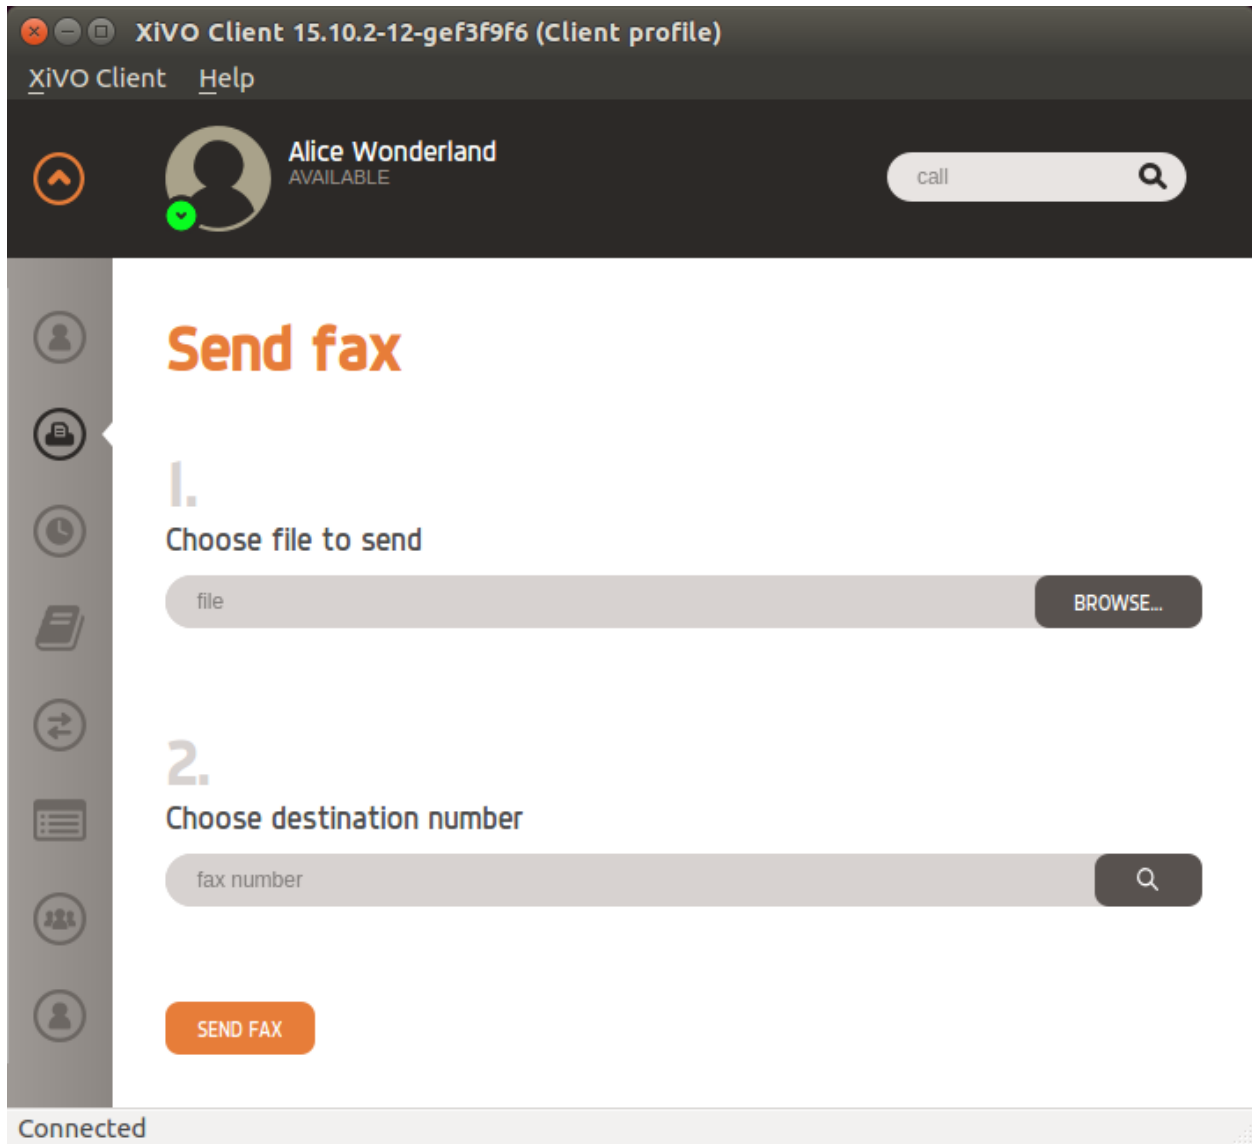 XiVO Client 15.10.2-12-gef3f9f6 (Client profile)
XiVO Client Help
Alice Wonderland
AVAILABLE
call
Send fax
1.
Choose file to send
file
BROWSE...
2.
Choose destination number
fax number
SEND FAX
Connected